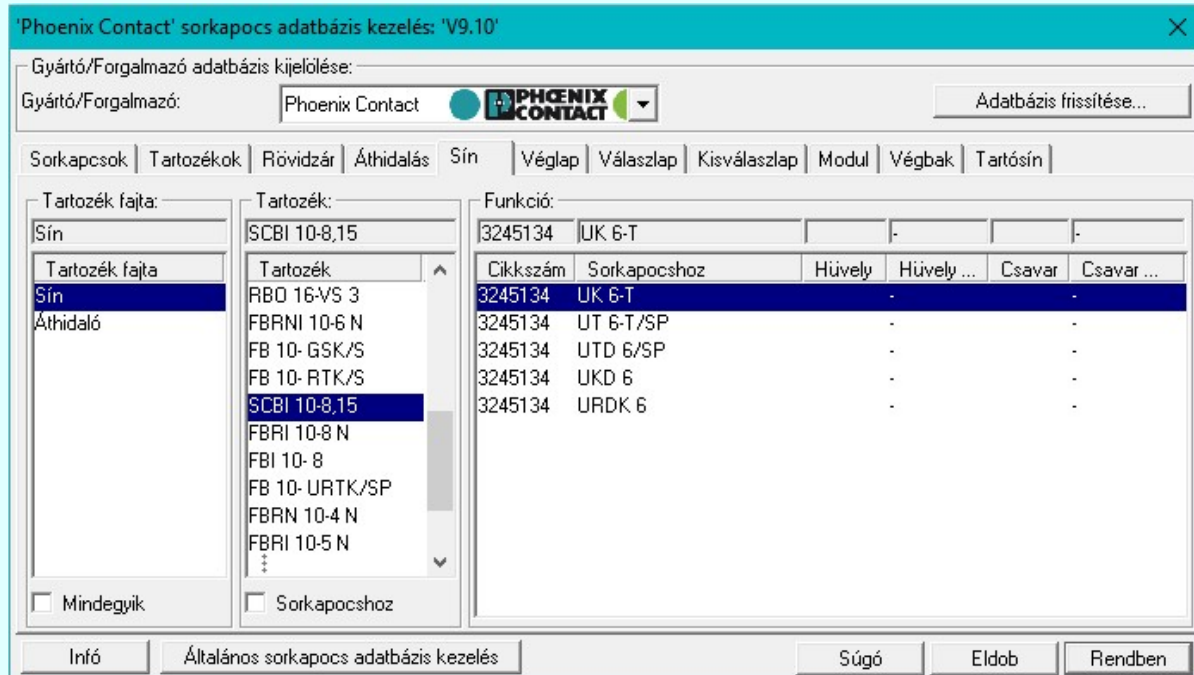 'Phoenix Contact' sorkapocs adatbázis kezelés: 'V9.10'
Gyártó/Forgalmazó adatbázis kijelölése:
Gyártó/Forgalmazó: Phoenix Contact PHŒNIX CONTACT Adatbázis frissítése...
Sorkapcsok Tartozékok Rövidzár Áthidalás Sín Véglap Válaszlap Kisválaszlap Modul Végbak Tartósín
Tartozék fajta: Tartozék: Funkció:
Sín SCBI 10-8,15 3245134 UK 6-T - -
Tartozék fajta Tartozék Cikkszám Sorkapocshoz Hüvely Hüvely ... Csavar Csavar ...
Sín RBO 16-VS 3 3245134 UK 6-T - -
Áthidaló FBRNI 10-6 N 3245134 UT 6-T/SP - -
FB 10- GSK/S 3245134 UTD 6/SP - -
FB 10- RTK/S 3245134 UKD 6 - -
SCBI 10-8,15 3245134 URDK 6 - -
FBRI 10-8 N
FBI 10- 8
FB 10- URTK/SP
FBRN 10-4 N
FBRI 10-5 N
Mindegyik Sorkapocshoz
Infó Általános sorkapocs adatbázis kezelés Súgó Eldob Rendben